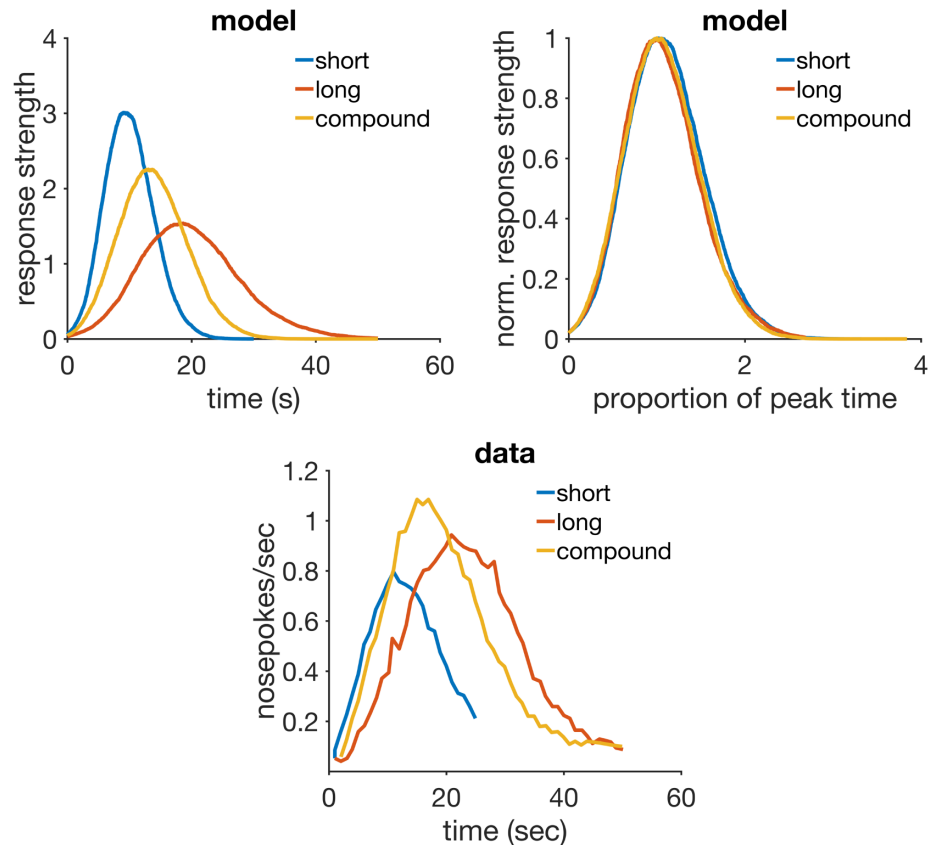 model
4
3
2
1
0
response strength
short
long
compound
0
20
40
60
time (s)
model
1
0.8
0.6
0.4
0.2
0
norm. response strength
short
long
compound
0
2
4
proportion of peak time
data
1.2
1
0.8
0.6
0.4
0.2
nosepokes/sec
short
long
compound
0
20
40
60
time (sec)